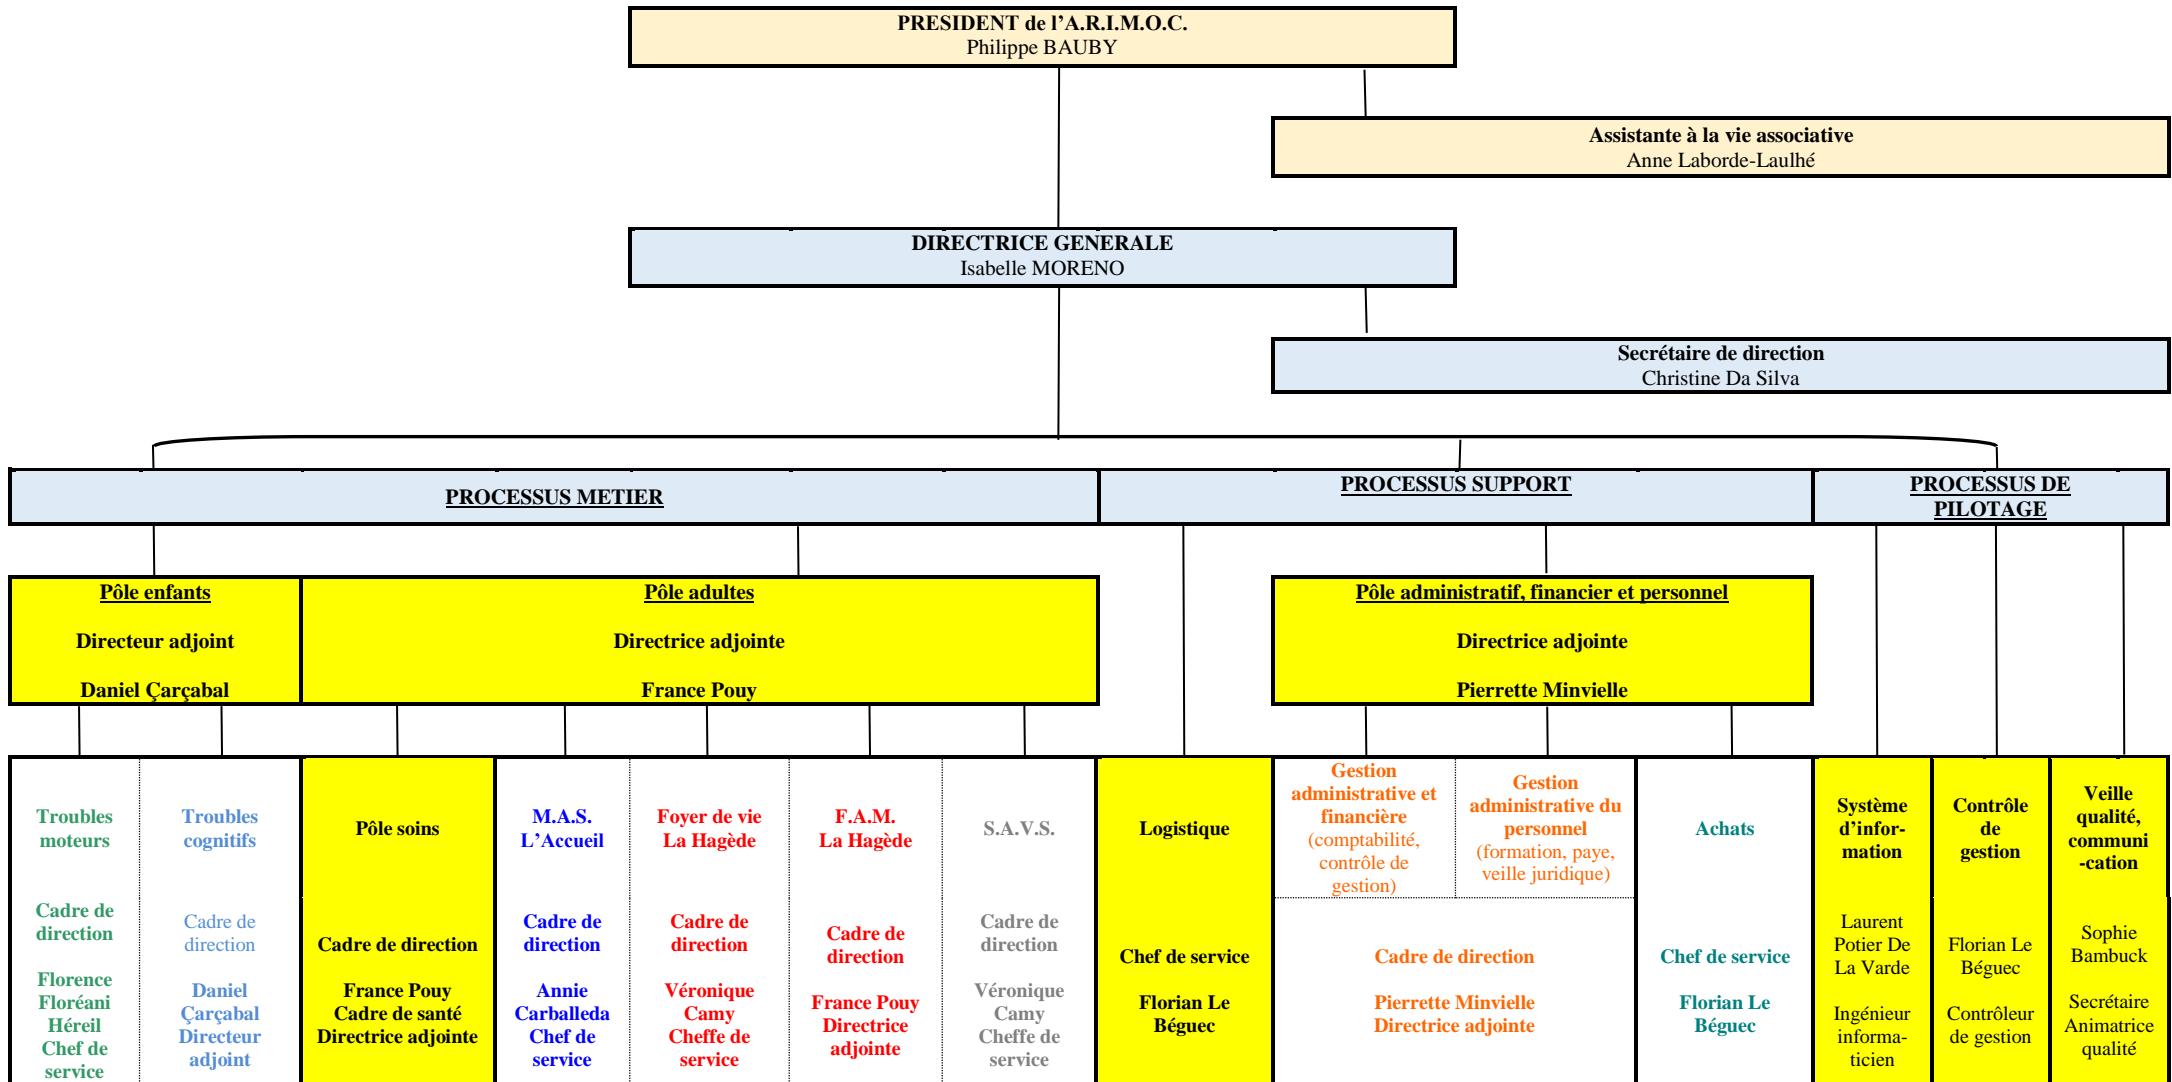 PRESIDENT de l’A.R.I.M.O.C.
Philippe BAUBY
Assistante à la vie associative
Anne Laborde-Laulhé
DIRECTRICE GENERALE
Isabelle MORENO
Secrétaire de direction
Christine Da Silva
PROCESSUS METIER
PROCESSUS SUPPORT
PROCESSUS DE
PILOTAGE
Pôle enfants
Directeur adjoint
Daniel Çarçabal
Pôle adultes
Directrice adjointe
France Pouy
Pôle administratif, financier et personnel
Directrice adjointe
Pierrette Minvielle
Troubles
moteurs
Troubles
cognitifs
Pôle soins
M.A.S.
L’Accueil
Foyer de vie
La Hagède
F.A.M.
La Hagède
S.A.V.S.
Logistique
Gestion
administrative et
financière
(comptabilité,
contrôle de
gestion)
Gestion
administrative du
personnel
(formation, paye,
veille juridique)
Achats
Système
d’infor-
mation
Contrôle
de
gestion
Veille
qualité,
communi
-cation
Cadre de
direction
Florence
Floréani
Héreil
Chef de
service
Cadre de
direction
Daniel
Çarçabal
Directeur
adjoint
Cadre de direction
France Pouy
Cadre de santé
Directrice adjointe
Cadre de
direction
Annie
Carballeda
Chef de
service
Cadre de
direction
Véronique
Camy
Cheffe de
service
Cadre de
direction
France Pouy
Directrice
adjointe
Cadre de
direction
Véronique
Camy
Cheffe de
service
Chef de service
Florian Le
Béguec
Cadre de direction
Pierrette Minvielle
Directrice adjointe
Chef de service
Florian Le
Béguec
Laurent
Potier De
La Varde
Ingénieur
informa-
ticien
Florian Le
Béguec
Contrôleur
de gestion
Sophie
Bambuck
Secrétaire
Animatrice
qualité